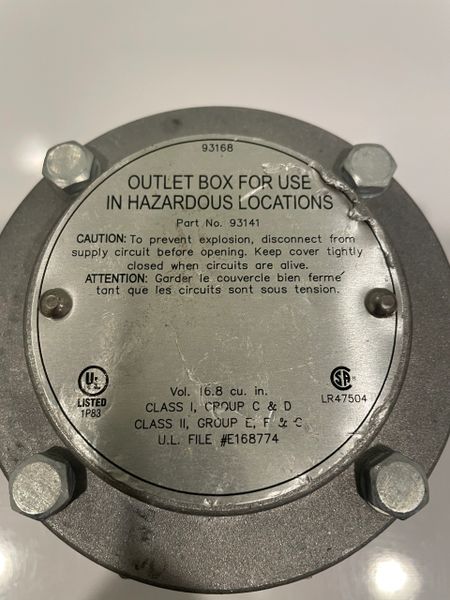 93168
OUTLET BOX FOR USE
IN HAZARDOUS LOCATIONS
Part No. 93141
CAUTION: To prevent explosion, disconnect from
supply circuit before opening. Keep cover tightly
closed when circuits are alive.
ATTENTION: Garder le couvercle bien ferme´
tant que les circuits sont sous tension.
UL
LISTED
1P83
SA
LR47504
Vol. 16.8 cu. in.
CLASS I, GROUP C & D
CLASS II, GROUP E, F &
U.L. FILE #E168774